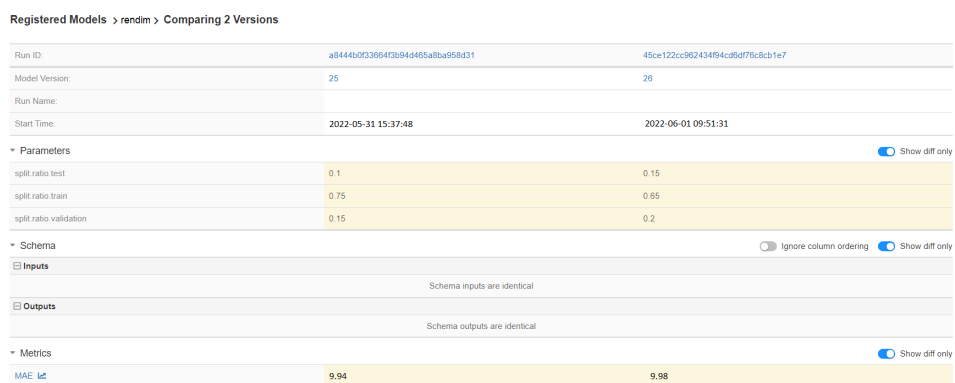 Registered Models > rendim > Comparing 2 Versions
Run ID: a8444b0f33664f3b94d465a8ba958d31 45ce122cc962434f94cd6df76c8cb1e7
Model Version: 25 26
Run Name:
Start Time: 2022-05-31 15:37:48 2022-06-01 09:51:31
Parameters Show diff only
split.ratio.test 0.1 0.15
split.ratio.train 0.75 0.65
split.ratio.validation 0.15 0.2
Schema Ignore column ordering Show diff only
Inputs
Schema inputs are identical
Outputs
Schema outputs are identical
Metrics Show diff only
MAE 9.94 9.98